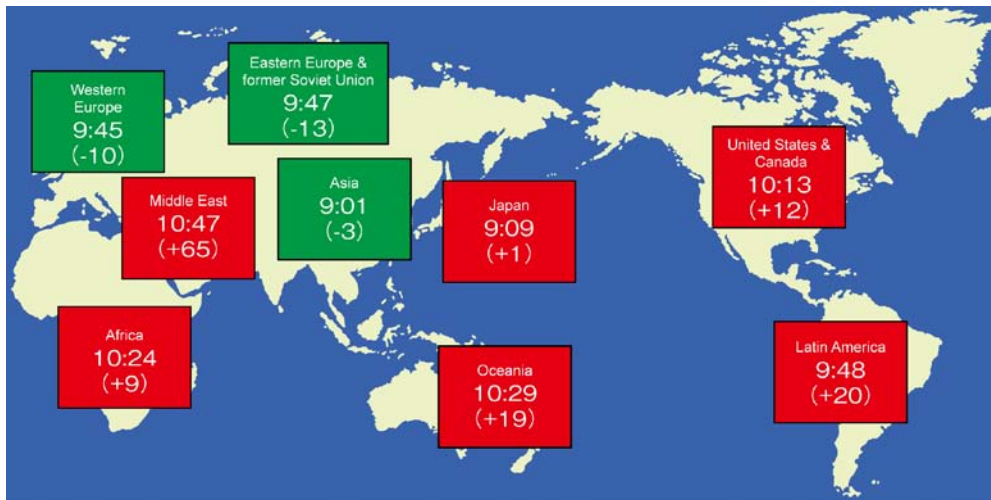 Western
Europe
9:45
(-10)
Eastern Europe &
former Soviet Union
9:47
(-13)
Middle East
10:47
(+65)
Asia
9:01
(-3)
Japan
9:09
(+1)
United States &
Canada
10:13
(+12)
Africa
10:24
(+9)
Oceania
10:29
(+19)
Latin America
9:48
(+20)